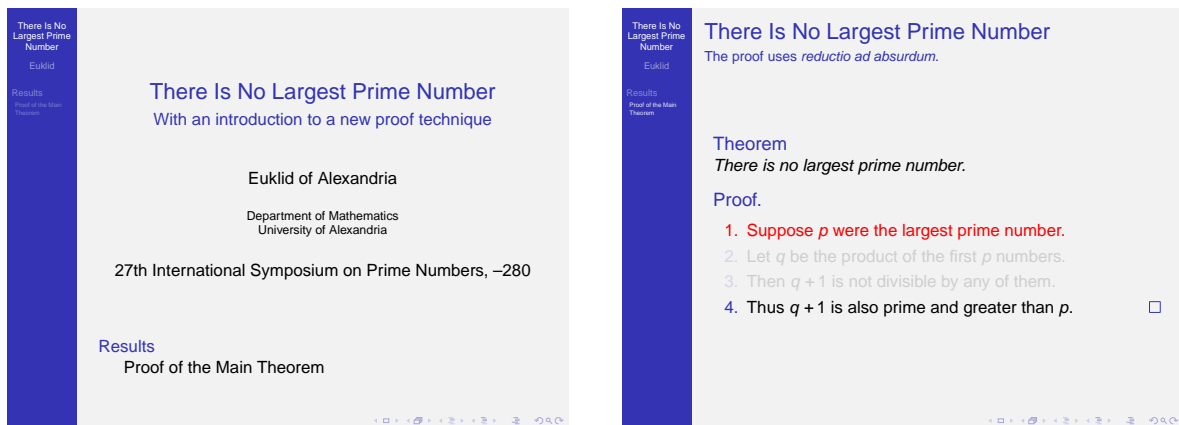 There Is No
Largest Prime
Number
Euklid
Results
Proof of the Main
Theorem
There Is No Largest Prime Number
With an introduction to a new proof technique
Euklid of Alexandria
Department of Mathematics
University of Alexandria
27th International Symposium on Prime Numbers, –280
Results
Proof of the Main Theorem
There Is No
Largest Prime
Number
Euklid
Results
Proof of the Main
Theorem
There Is No Largest Prime Number
The proof uses reductio ad absurdum.
Theorem
There is no largest prime number.
Proof.
1. Suppose p were the largest prime number.
2. Let q be the product of the first p numbers.
3. Then q + 1 is not divisible by any of them.
4. Thus q + 1 is also prime and greater than p. □